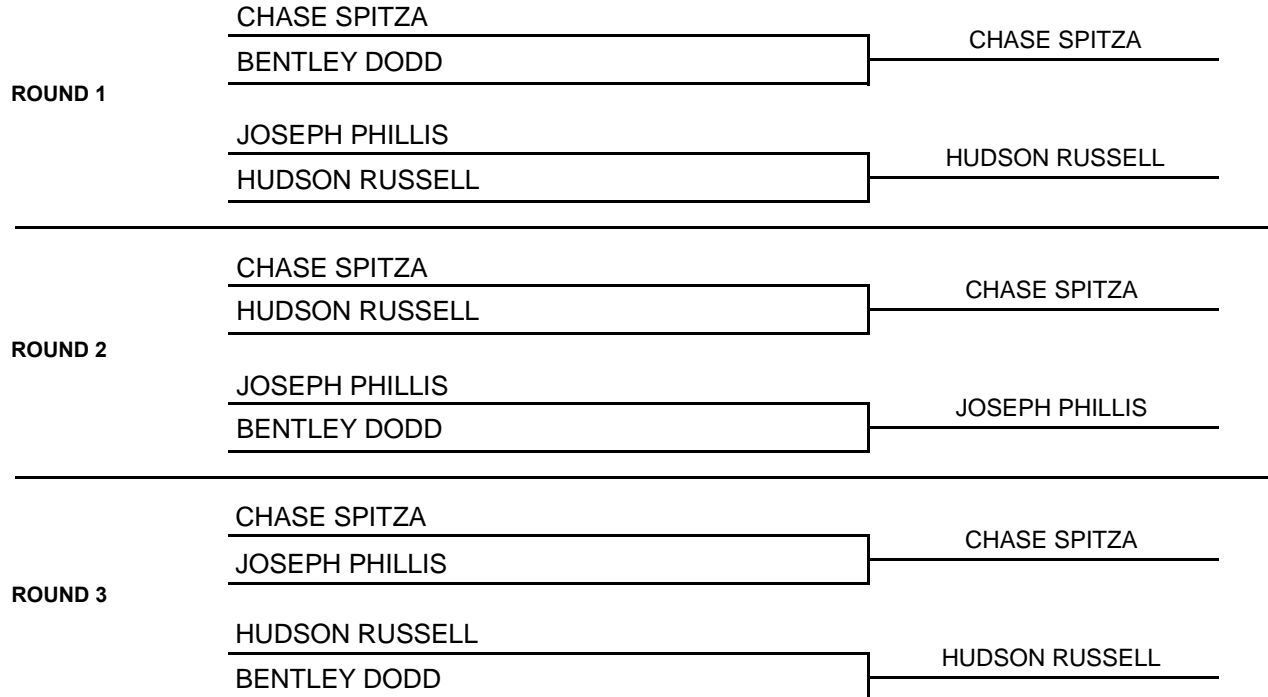 CHASE SPITZA
CHASE SPITZA
BENTLEY DODD
ROUND 1
JOSEPH PHILLIS
HUDSON RUSSELL
HUDSON RUSSELL
CHASE SPITZA
CHASE SPITZA
HUDSON RUSSELL
ROUND 2
JOSEPH PHILLIS
JOSEPH PHILLIS
BENTLEY DODD
CHASE SPITZA
CHASE SPITZA
JOSEPH PHILLIS
ROUND 3
HUDSON RUSSELL
HUDSON RUSSELL
BENTLEY DODD